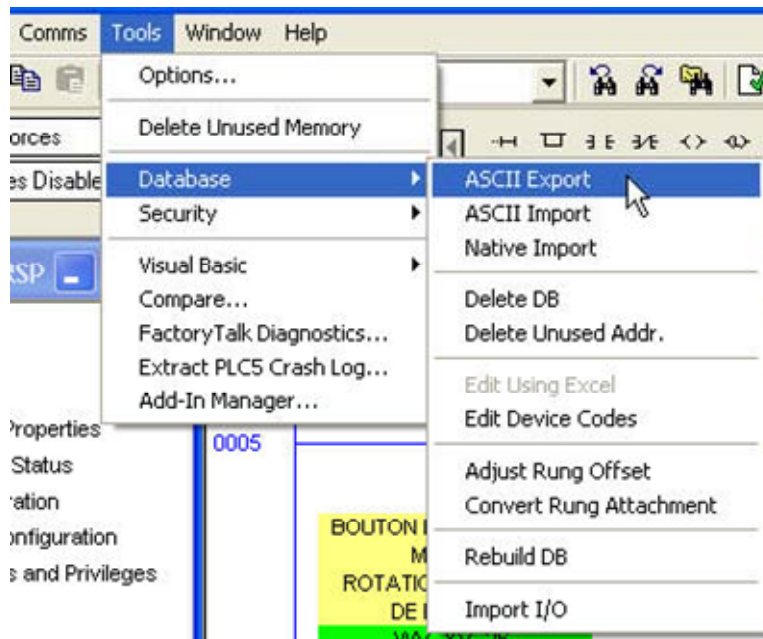 Comms Tools Window Help
Options...
Delete Unused Memory
orces
es Disable
Database
Security
Visual Basic
Compare...
FactoryTalk Diagnostics...
Extract PLC5 Crash Log...
Add-In Manager...
ASCII Export
ASCII Import
Native Import
Delete DB
Delete Unused Addr.
Edit Using Excel
Edit Device Codes
Adjust Rung Offset
Convert Rung Attachment
Rebuild DB
Import I/O
RSP
Properties
Status
ration
onfiguration
s and Privileges
0005
BOUTON
M
ROTATIO
DE